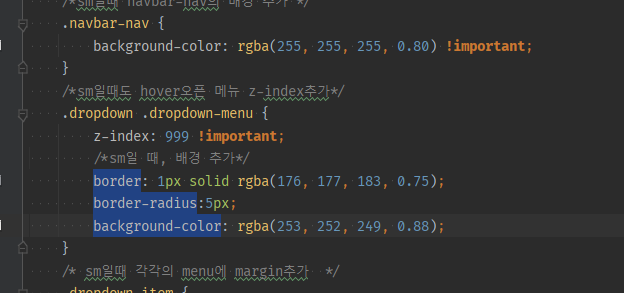 /*sm일때 navbar-nav의 배경 추가 */
.navbar-nav {
background-color: rgba(255, 255, 255, 0.80) !important;
}
/*sm일때도 hover오픈 메뉴 z-index추가*/
.dropdown .dropdown-menu {
z-index: 999 !important;
/*sm일 때, 배경 추가*/
border: 1px solid rgba(176, 177, 183, 0.75);
border-radius:5px;
background-color: rgba(253, 252, 249, 0.88);
}
/* sm일때 각각의 menu에 margin추가  */
.dropdown-item {